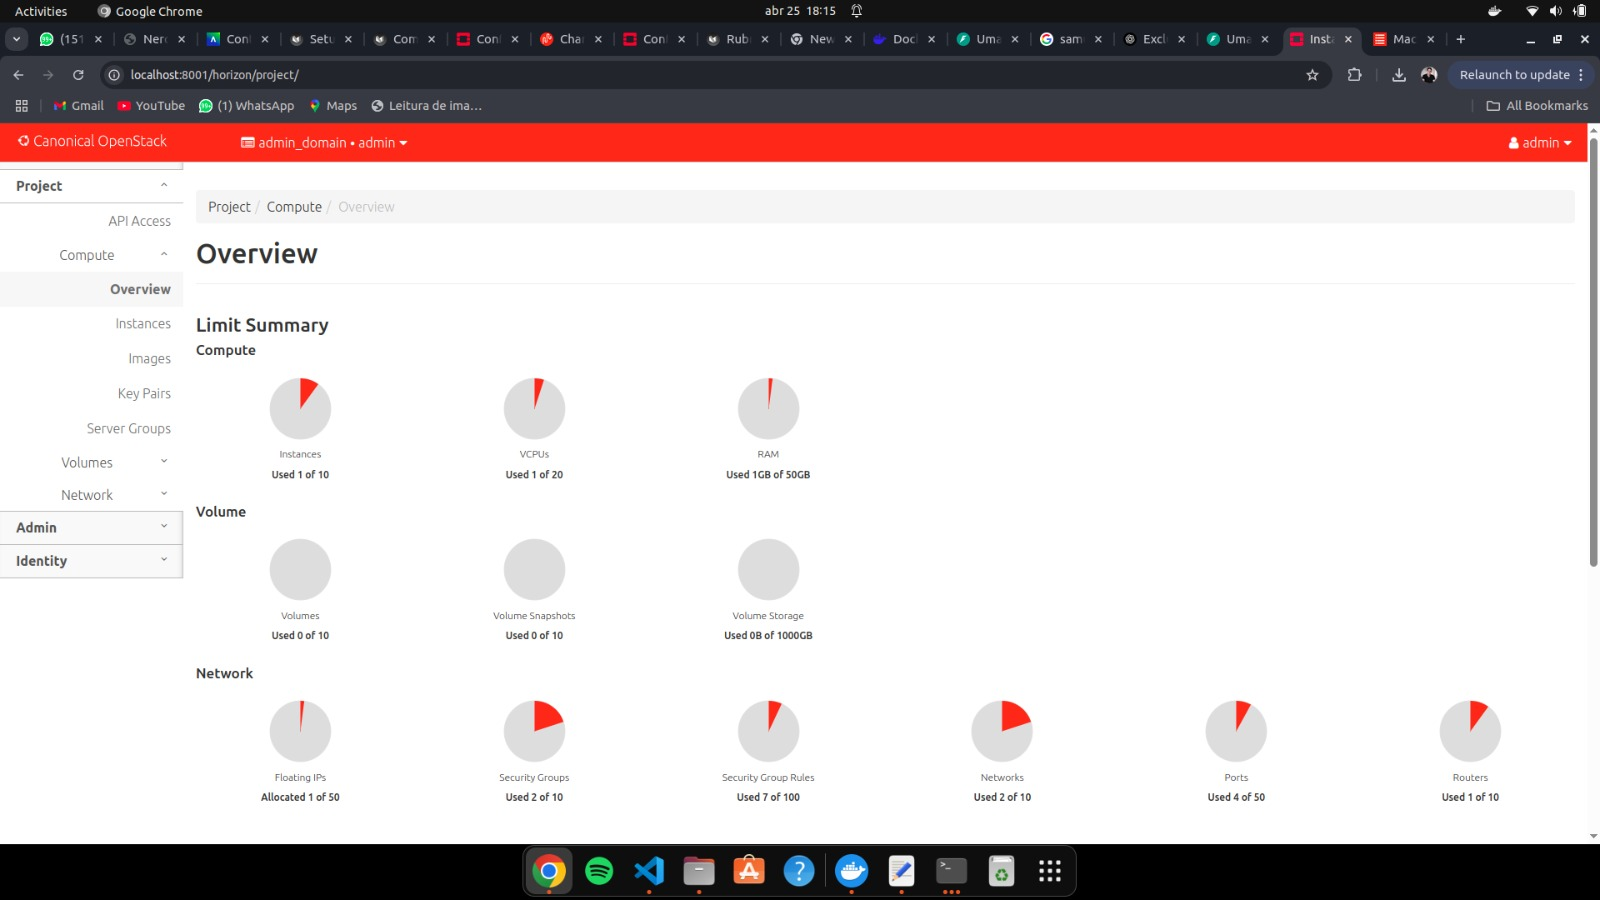 Activities Google Chrome abr 25 18:15
(151 Ner Con Setu Com Con Cha Con Rub New Doc Uma sam Excl Uma Inst Mac
localhost:8001/horizon/project/ Relaunch to update
Gmail YouTube (1) WhatsApp Maps Leitura de ima... All Bookmarks
Canonical OpenStack admin_domain • admin admin
Project
API Access
Compute
Overview
Instances
Images
Key Pairs
Server Groups
Volumes
Network
Admin
Identity
Project / Compute / Overview
Overview
Limit Summary
Compute
Instances VCPUs RAM
Used 1 of 10 Used 1 of 20 Used 1GB of 50GB
Volume
Volumes Volume Snapshots Volume Storage
Used 0 of 10 Used 0 of 10 Used 0B of 1000GB
Network
Floating IPs Security Groups Security Group Rules Networks Ports Routers
Allocated 1 of 50 Used 2 of 10 Used 7 of 100 Used 2 of 10 Used 4 of 50 Used 1 of 10